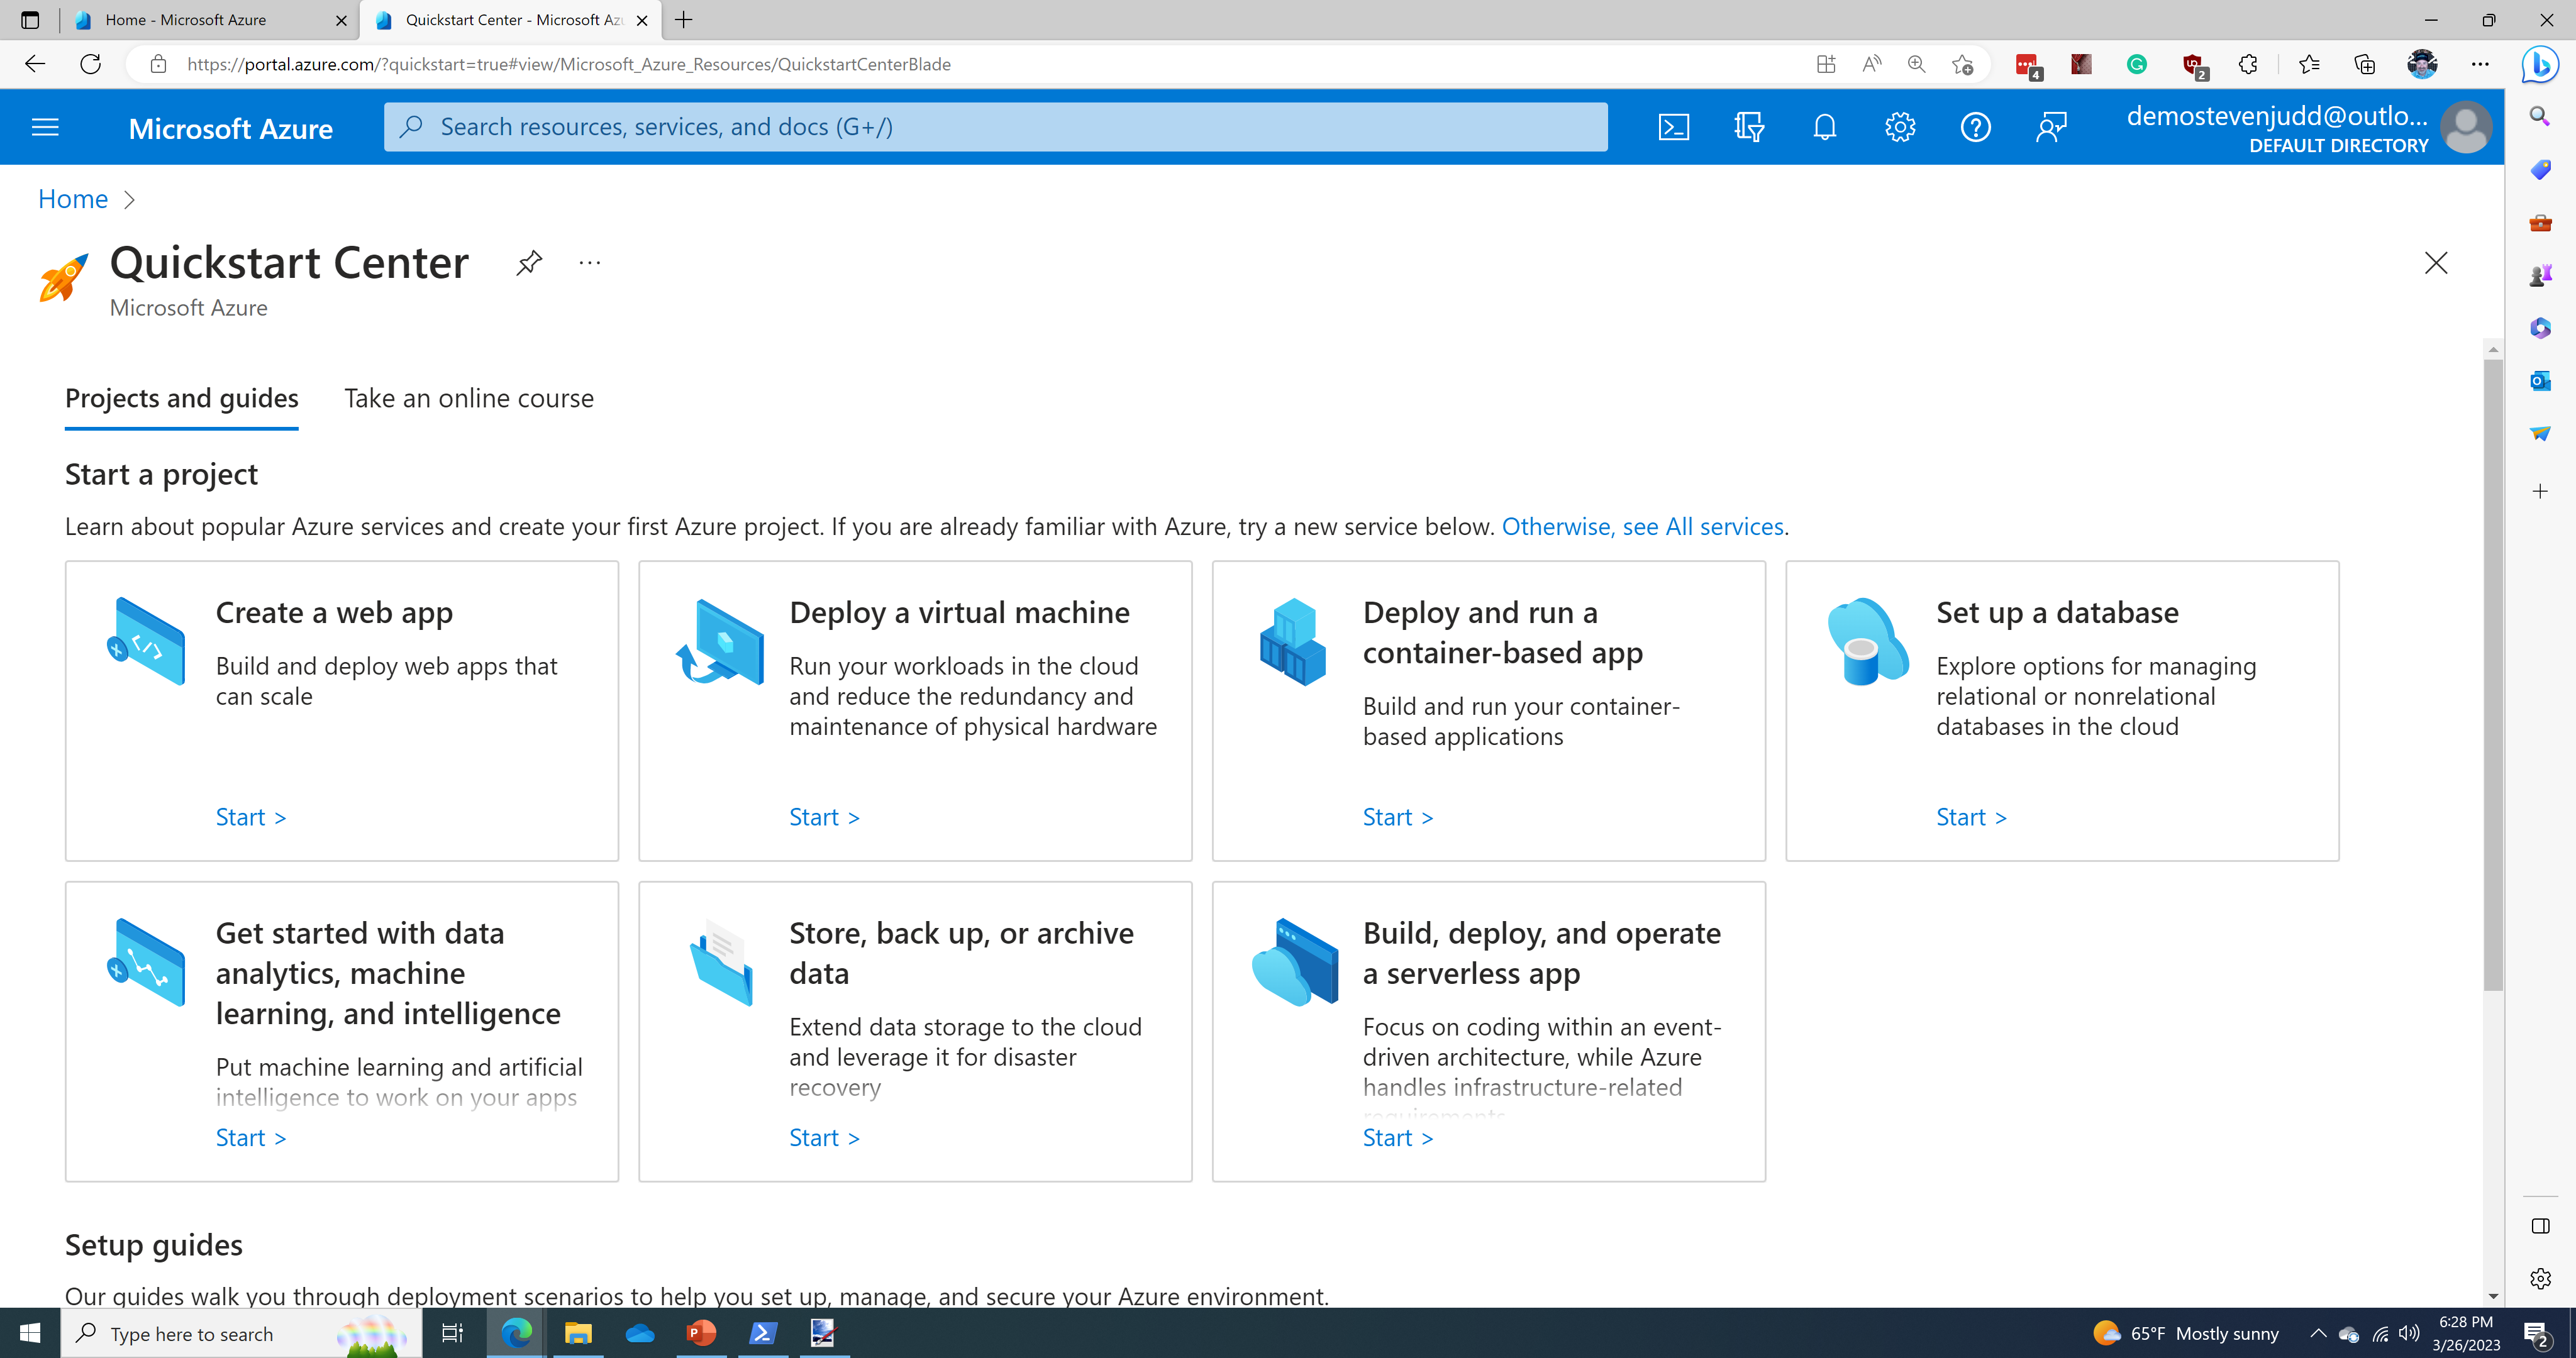 Home - Microsoft Azure
Quickstart Center - Microsoft Azu
https://portal.azure.com/?quickstart=true#view/Microsoft_Azure_Resources/QuickstartCenterBlade
4
2
Microsoft Azure
Search resources, services, and docs (G+/)
demostevenjudd@outlo...
DEFAULT DIRECTORY
Home >
Quickstart Center
Microsoft Azure
Projects and guides
Take an online course
Start a project
Learn about popular Azure services and create your first Azure project. If you are already familiar with Azure, try a new service below. Otherwise, see All services.
Create a web app
Build and deploy web apps that
can scale
Start >
Deploy a virtual machine
Run your workloads in the cloud
and reduce the redundancy and
maintenance of physical hardware
Start >
Deploy and run a
container-based app
Build and run your container-
based applications
Start >
Set up a database
Explore options for managing
relational or nonrelational
databases in the cloud
Start >
Get started with data
analytics, machine
learning, and intelligence
Put machine learning and artificial
intelligence to work on your apps
Start >
Store, back up, or archive
data
Extend data storage to the cloud
and leverage it for disaster
recovery
Start >
Build, deploy, and operate
a serverless app
Focus on coding within an event-
driven architecture, while Azure
handles infrastructure-related
requirements
Start >
Setup guides
Our guides walk you through deployment scenarios to help you set up, manage, and secure your Azure environment.
Type here to search
65°F Mostly sunny
6:28 PM
3/26/2023
2